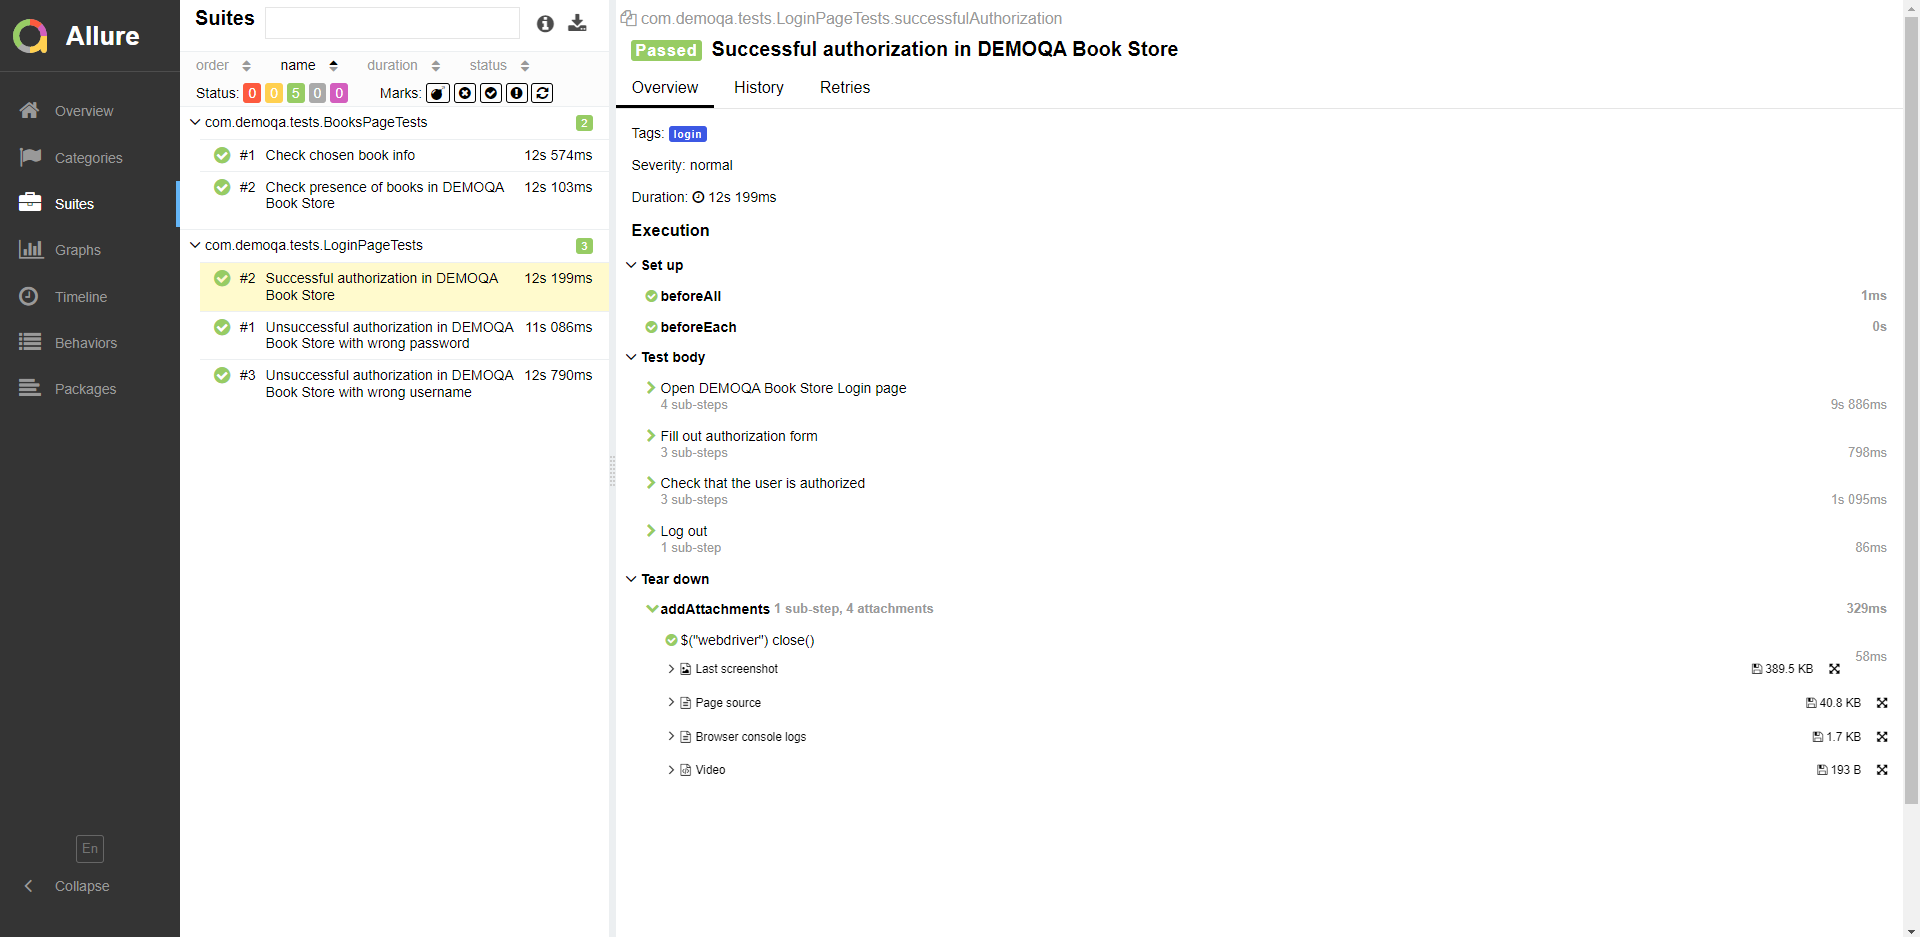 Allure
Overview
Categories
Suites
Graphs
Timeline
Behaviors
Packages
En
Collapse
Suites
order name duration status
Status: 0 0 5 0 0 Marks:
com.demoqa.tests.BooksPageTests 2
#1 Check chosen book info 12s 574ms
#2 Check presence of books in DEMOQA 12s 103ms
Book Store
com.demoqa.tests.LoginPageTests 3
#2 Successful authorization in DEMOQA 12s 199ms
Book Store
#1 Unsuccessful authorization in DEMOQA 11s 086ms
Book Store with wrong password
#3 Unsuccessful authorization in DEMOQA 12s 790ms
Book Store with wrong username
com.demoqa.tests.LoginPageTests.successfulAuthorization
Passed Successful authorization in DEMOQA Book Store
Overview History Retries
Tags: login
Severity: normal
Duration: 12s 199ms
Execution
Set up
beforeAll 1ms
beforeEach 0s
Test body
Open DEMOQA Book Store Login page
4 sub-steps 9s 886ms
Fill out authorization form
3 sub-steps 798ms
Check that the user is authorized
3 sub-steps 1s 095ms
Log out
1 sub-step 86ms
Tear down
addAttachments 1 sub-step, 4 attachments 329ms
$("webdriver") close()
58ms
Last screenshot 389.5 KB
Page source 40.8 KB
Browser console logs 1.7 KB
Video 193 B